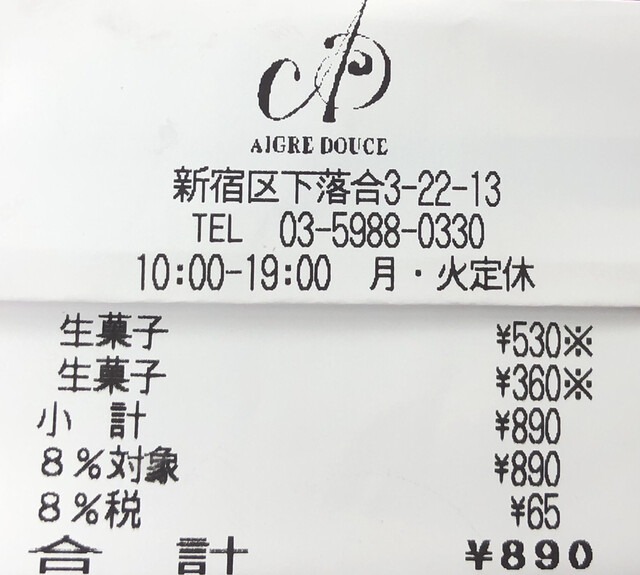 AIGRE DOUCE
新宿区下落合3-22-13
TEL 03-5988-0330
10:00-19:00 月・火定休
生菓子 ¥530※
生菓子 ¥360※
小 計 ¥890
8%対象 ¥890
8%税 ¥65
合 計 ¥890